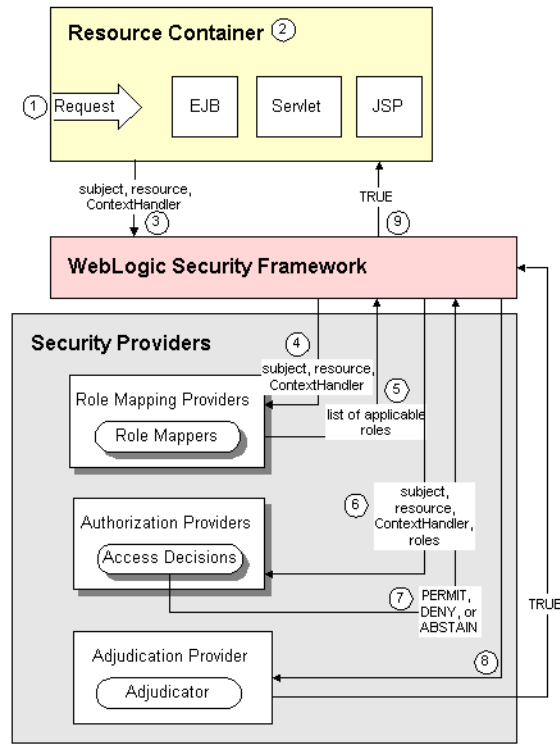 Resource Container 2
1 Request
EJB
Servlet
JSP
subject, resource,
ContextHandler
3
TRUE
9
WebLogic Security Framework
Security Providers
4
subject, resource,
ContextHandler
Role Mapping Providers
Role Mappers
5
list of applicable
roles
6
subject,
resource,
ContextHandler,
roles
Authorization Providers
Access Decisions
7
PERMIT,
DENY, or
ABSTAIN
TRUE
8
Adjudication Provider
Adjudicator